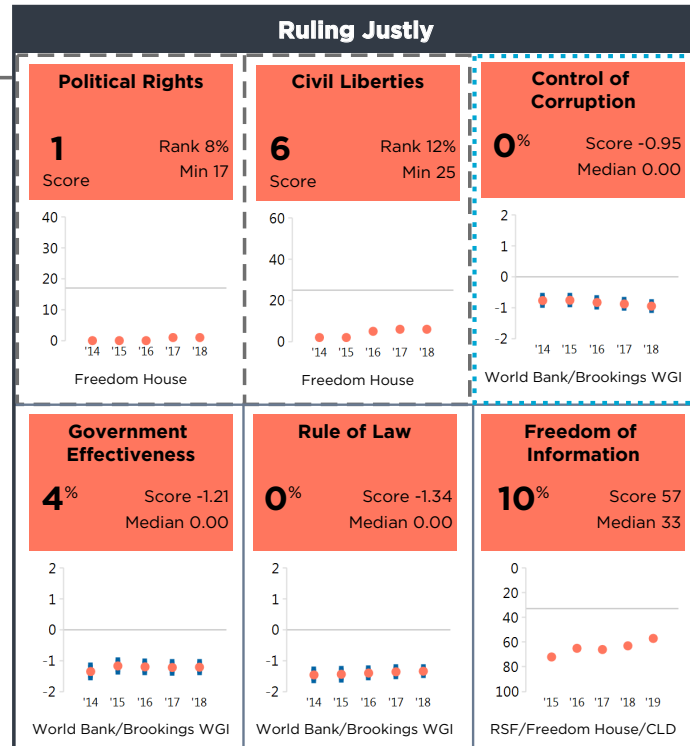 Ruling Justly
Political Rights
1
Score
Rank 8%
Min 17
40
30
20
10
0
'14 '15 '16 '17 '18
Freedom House
Civil Liberties
6
Score
Rank 12%
Min 25
60
40
20
0
'14 '15 '16 '17 '18
Freedom House
Control of
Corruption
0%
Score -0.95
Median 0.00
2
1
0
-1
-2
'14 '15 '16 '17 '18
World Bank/Brookings WGI
Government
Effectiveness
4%
Score -1.21
Median 0.00
2
1
0
-1
-2
'14 '15 '16 '17 '18
World Bank/Brookings WGI
Rule of Law
0%
Score -1.34
Median 0.00
2
1
0
-1
-2
'14 '15 '16 '17 '18
World Bank/Brookings WGI
Freedom of
Information
10%
Score 57
Median 33
0
20
40
60
80
100
'15 '16 '17 '18 '19
RSF/Freedom House/CLD